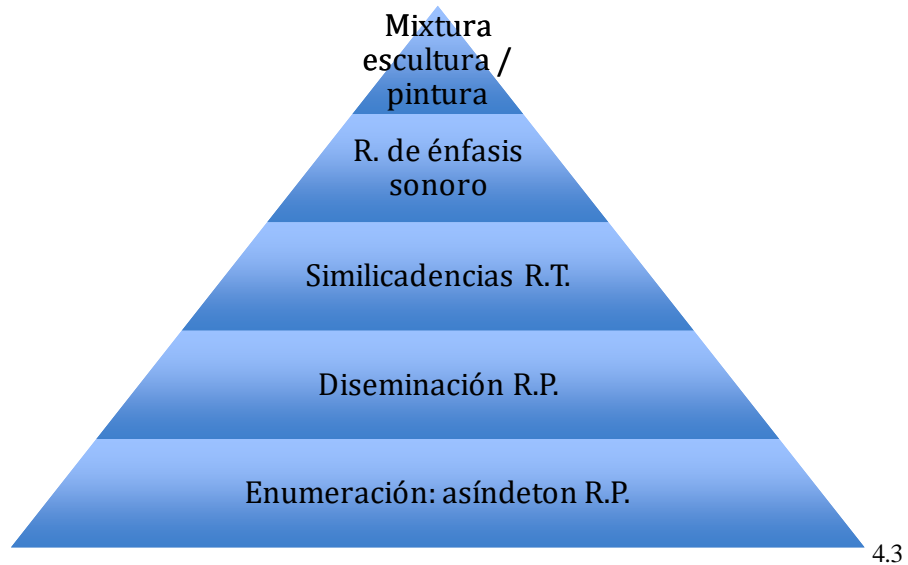 Mixtura
escultura /
pintura
R. de énfasis
sonoro
Similicadencias R.T.
Diseminación R.P.
Enumeración: asíndeton R.P.
4.3